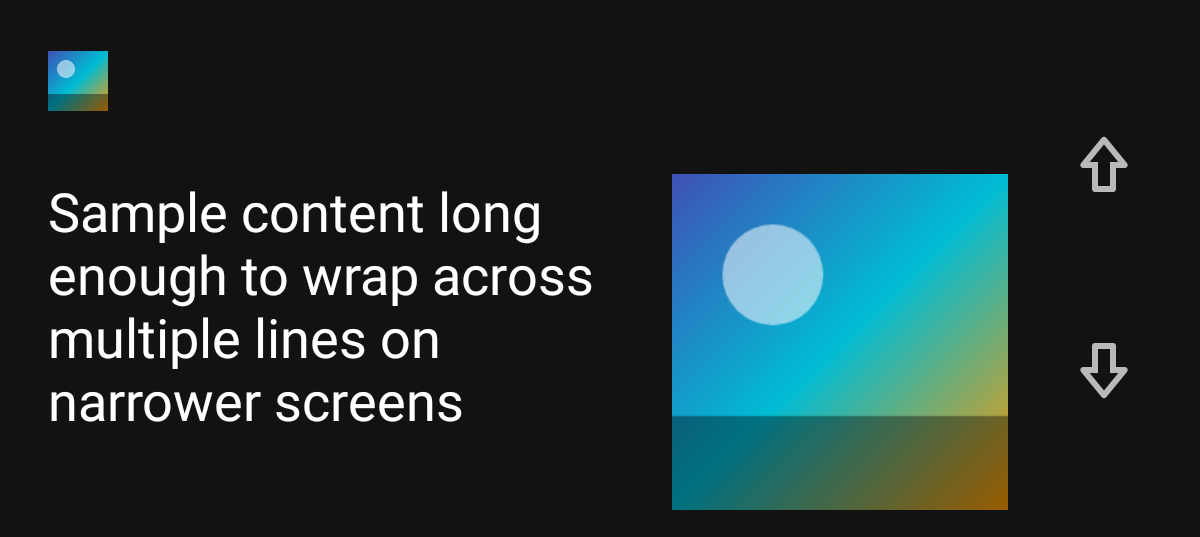 Sample content long
enough to wrap across
multiple lines on
narrower screens